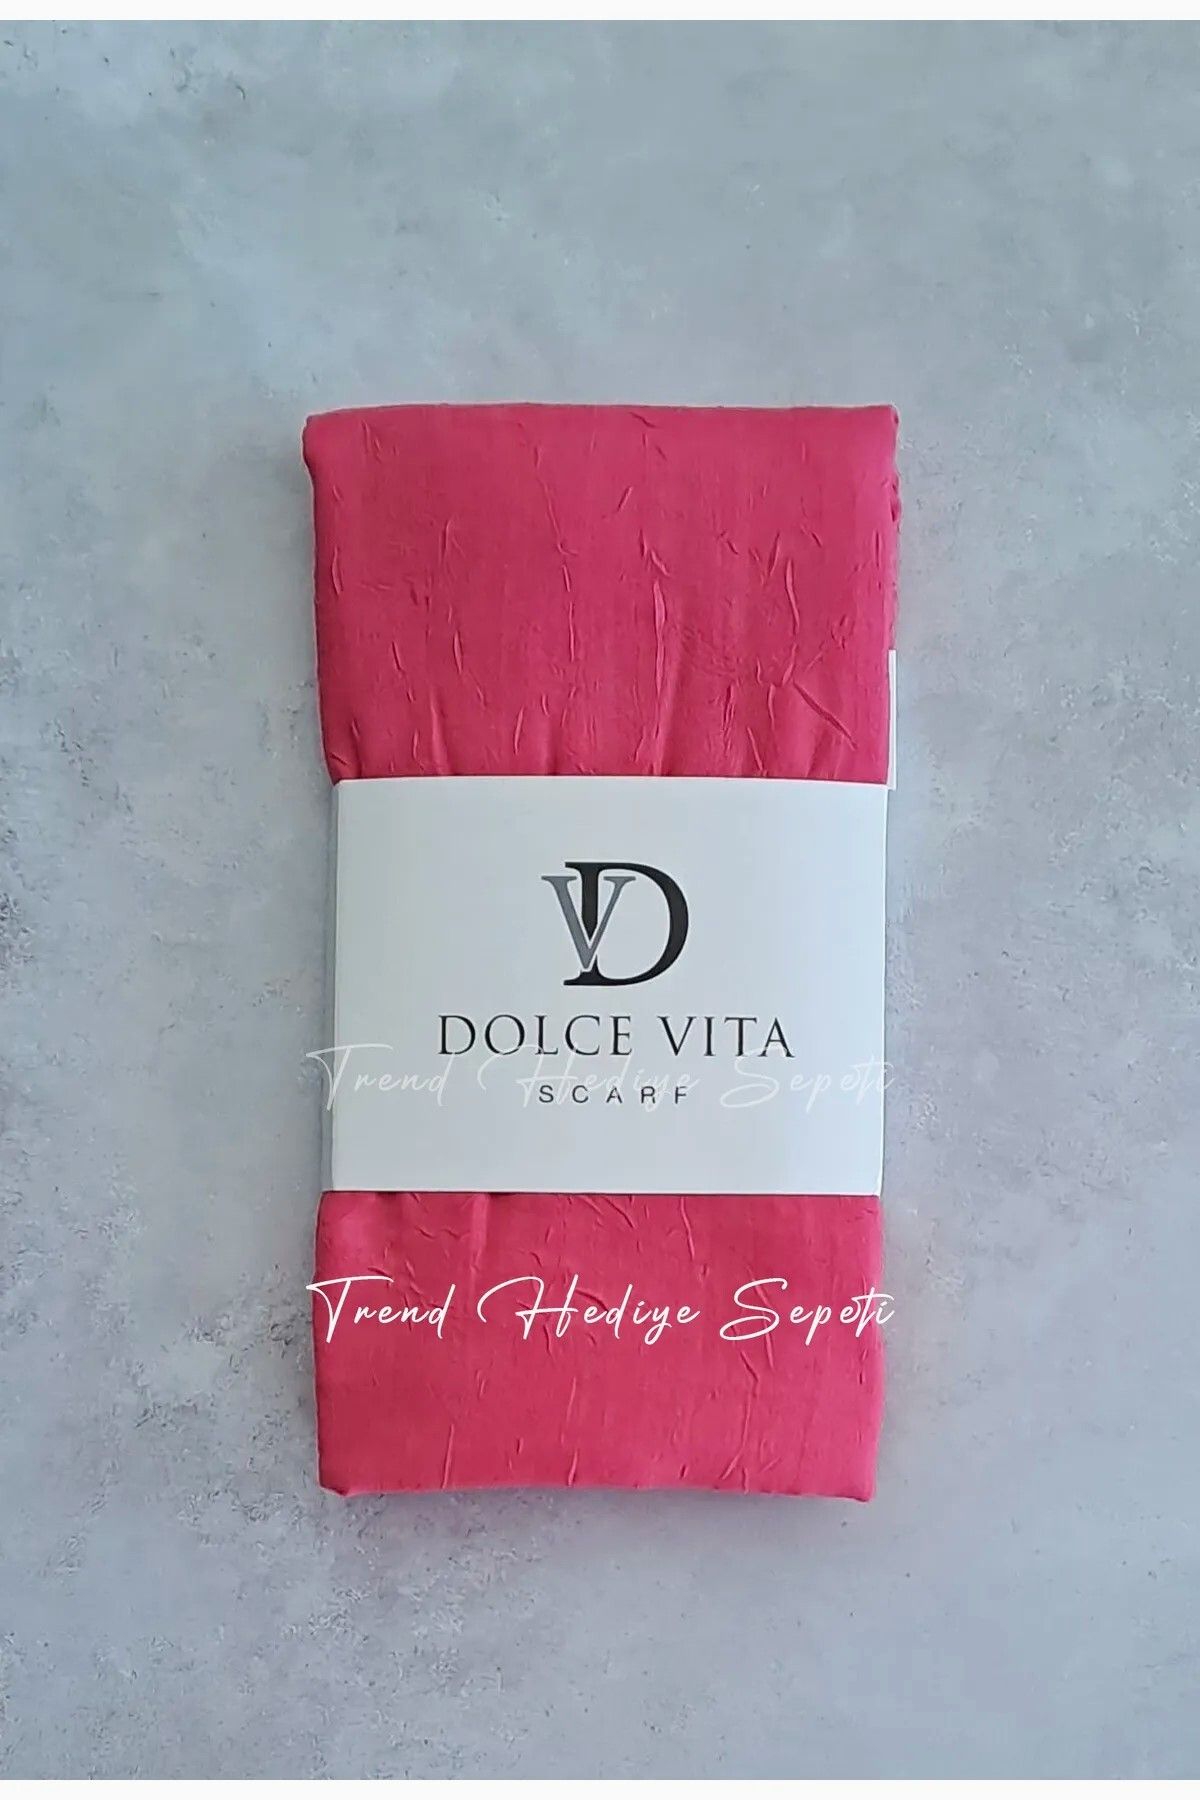 VD
DOLCE VITA
Trend Hediye Sepeti
SCARF
Trend Hediye Sepeti